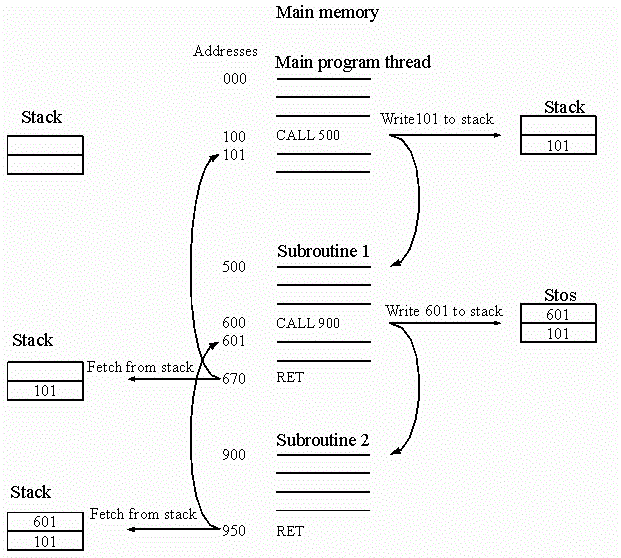 Main memory
Addresses
Main program thread
000
Stack
Stack
Write101 to stack
100
CALL 500
101
101
Subroutine 1
500
Stos
Write 601 to stack
601
600
CALL 900
101
Stack
601
Fetch from stack
670
RET
101
Subroutine 2
900
Stack
Fetch from stack
601
950
RET
101